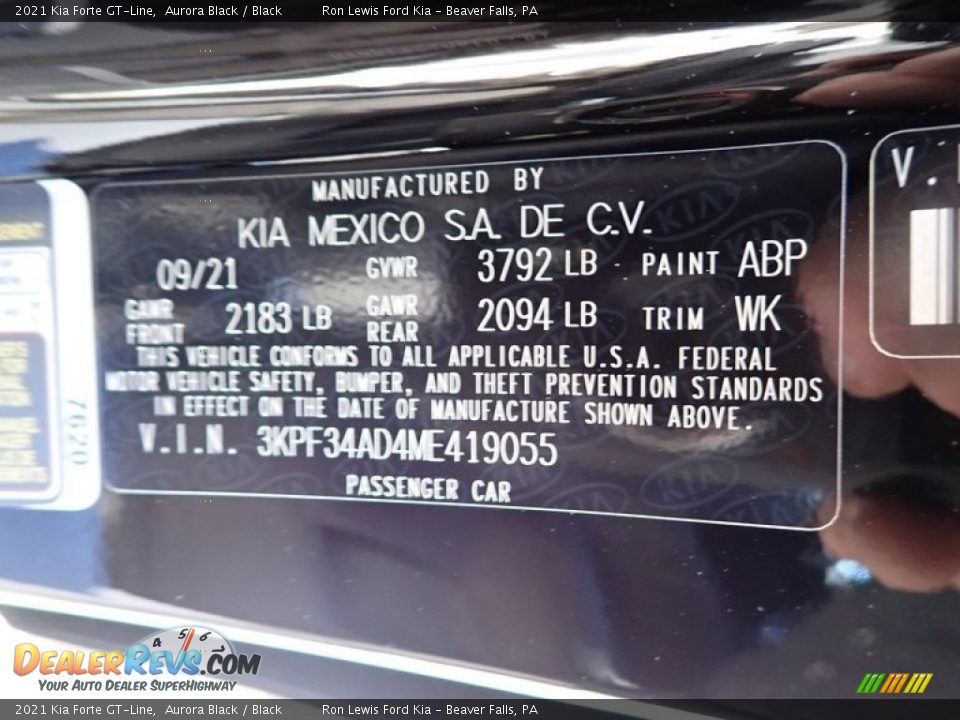 2021 Kia Forte GT-Line, Aurora Black / Black Ron Lewis Ford Kia - Beaver Falls, PA
MANUFACTURED BY
KIA MEXICO S.A. DE C.V.
09/21 GVWR 3792 LB PAINT ABP
GAWR FRONT 2183 LB GAWR REAR 2094 LB TRIM WK
THIS VEHICLE CONFORMS TO ALL APPLICABLE U.S.A. FEDERAL
MOTOR VEHICLE SAFETY, BUMPER, AND THEFT PREVENTION STANDARDS
IN EFFECT ON THE DATE OF MANUFACTURE SHOWN ABOVE.
V.I.N. 3KPF34AD4ME419055
PASSENGER CAR
V.
7620
4 5 6
DEALERREVS.COM
YOUR AUTO DEALER SUPERHIGHWAY
2021 Kia Forte GT-Line, Aurora Black / Black Ron Lewis Ford Kia - Beaver Falls, PA